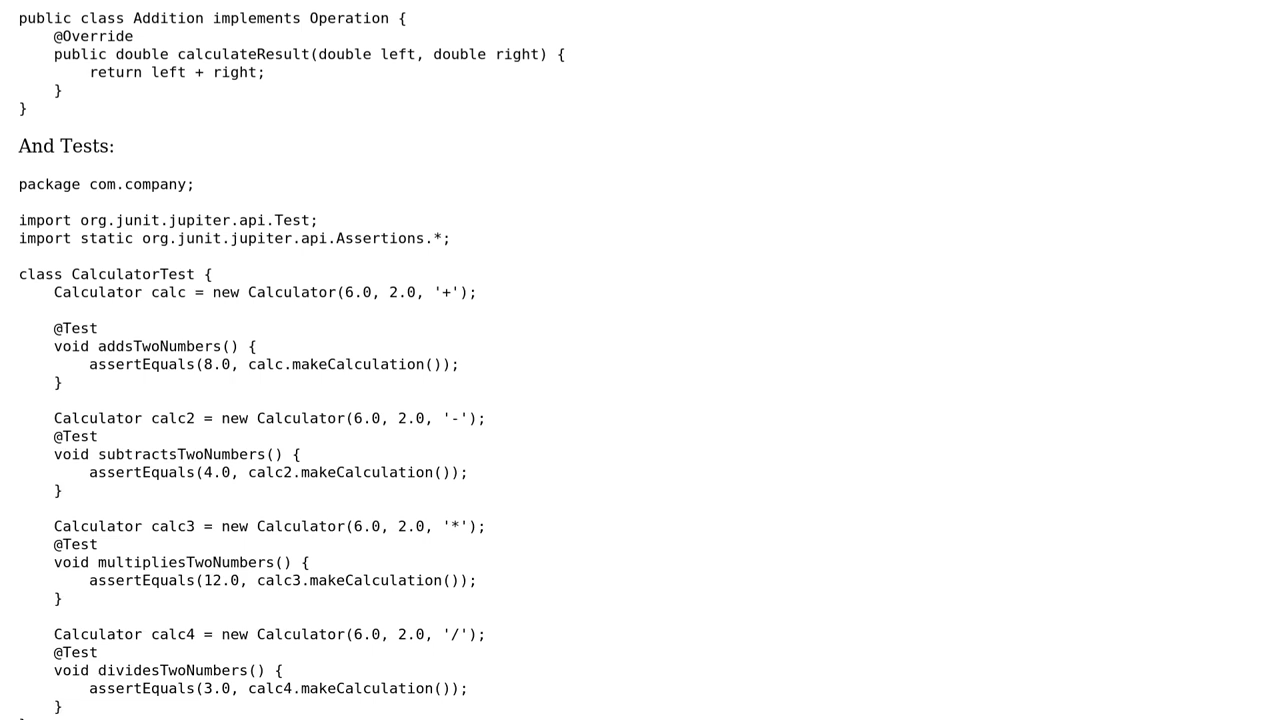 public class Addition implements Operation {
    @Override
    public double calculateResult(double left, double right) {
        return left + right;
    }
}
And Tests:
package com.company;
import org.junit.jupiter.api.Test;
import static org.junit.jupiter.api.Assertions.*;
class CalculatorTest {
    Calculator calc = new Calculator(6.0, 2.0, '+');
    @Test
    void addsTwoNumbers() {
        assertEquals(8.0, calc.makeCalculation());
    }
    Calculator calc2 = new Calculator(6.0, 2.0, '-');
    @Test
    void subtractsTwoNumbers() {
        assertEquals(4.0, calc2.makeCalculation());
    }
    Calculator calc3 = new Calculator(6.0, 2.0, '*');
    @Test
    void multipliesTwoNumbers() {
        assertEquals(12.0, calc3.makeCalculation());
    }
    Calculator calc4 = new Calculator(6.0, 2.0, '/');
    @Test
    void dividesTwoNumbers() {
        assertEquals(3.0, calc4.makeCalculation());
    }